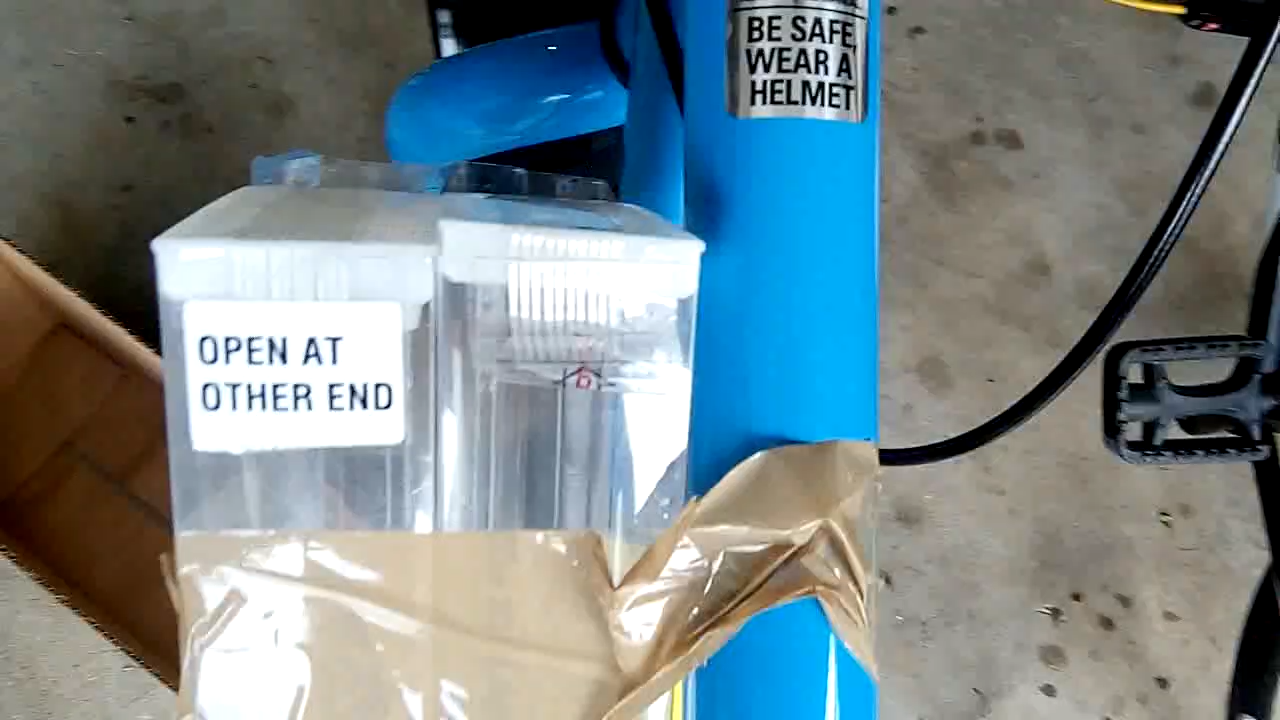 BE SAFE
WEAR A
HELMET
OPEN AT
OTHER END